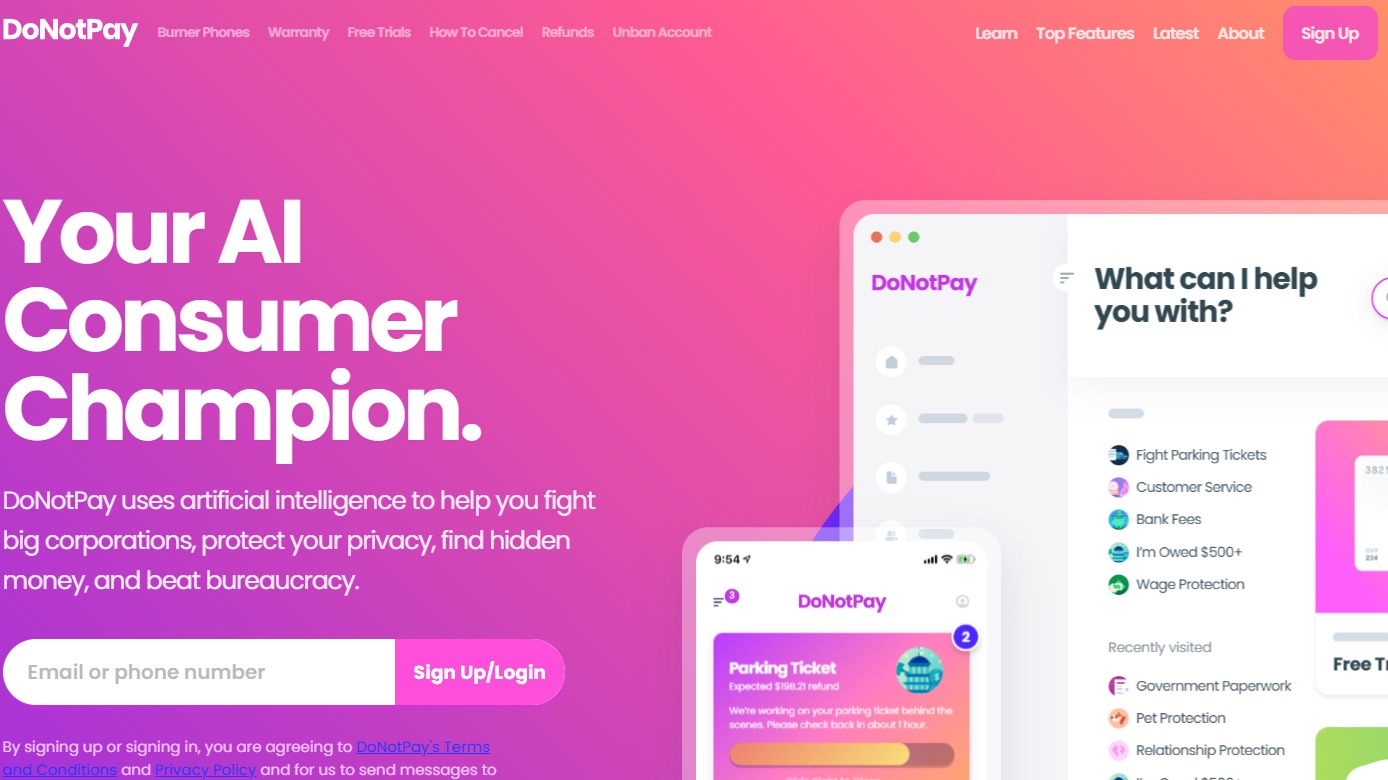 DoNotPay
Burner Phones
Warranty
Free Trials
How To Cancel
Refunds
Unban Account
Learn
Top Features
Latest
About
Sign Up
Your AI
Consumer
Champion.
DoNotPay uses artificial intelligence to help you fight
big corporations, protect your privacy, find hidden
money, and beat bureaucracy.
Email or phone number
Sign Up/Login
By signing up or signing in, you are agreeing to DoNotPay's Terms
and Conditions and Privacy Policy and for us to send messages to
DoNotPay
What can I help
you with?
Fight Parking Tickets
Customer Service
Bank Fees
I'm Owed $500+
Wage Protection
Recently visited
Government Paperwork
Pet Protection
Relationship Protection
I'm Owed $500+
3821
CVV
234
Free
9:54
3
DoNotPay
2
Parking Ticket
Expected $198.21 refund
We're working on your parking ticket behind the
scenes. Please check back in about 1 hour.